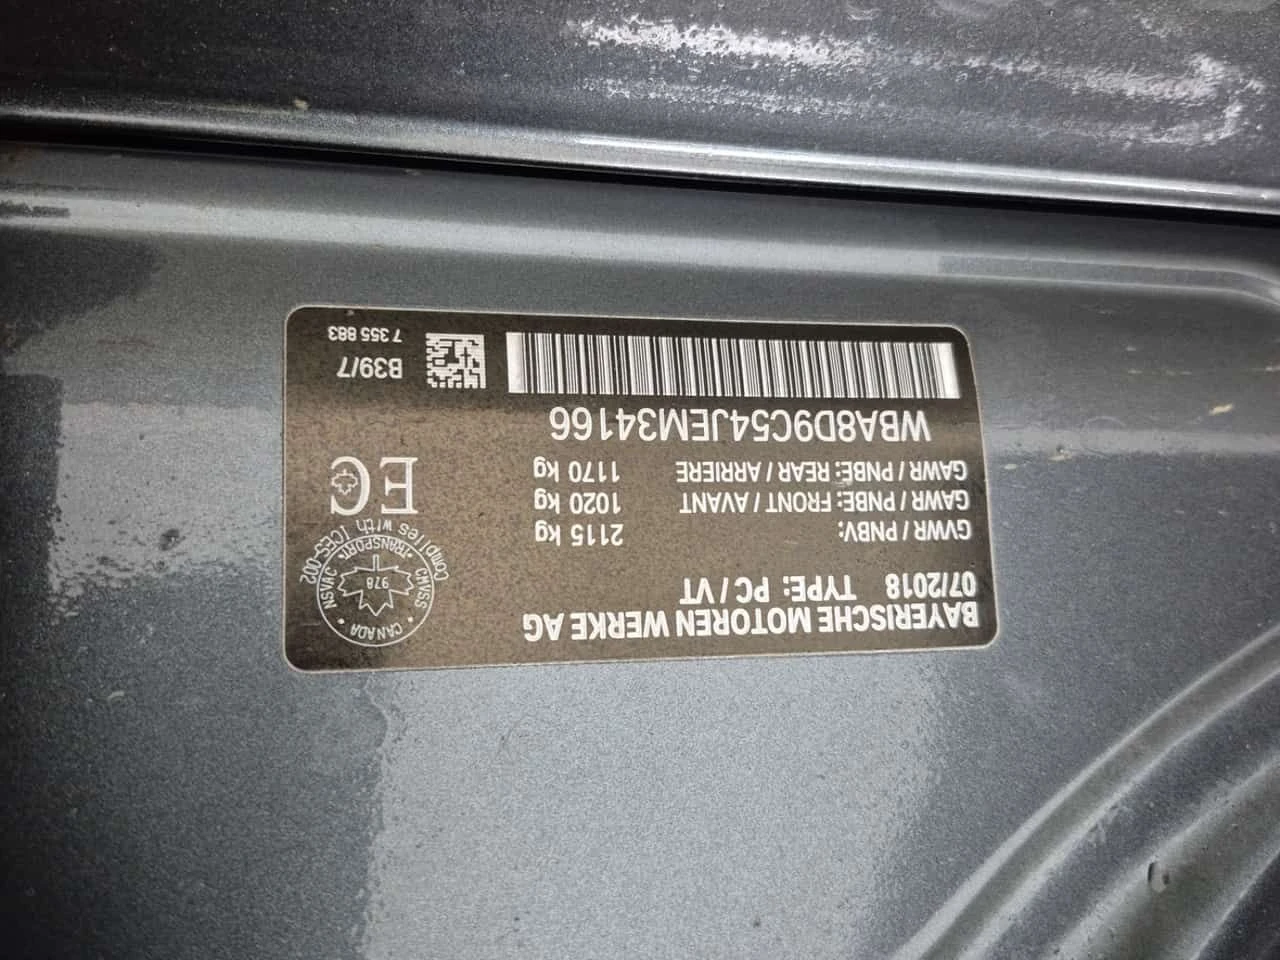 BAYERISCHE MOTOREN WERKE AG
07/2018 TYPE: PC / VT
GVWR / PNBV: 2115 kg
GAWR / PNBE: FRONT / AVANT 1020 kg
GAWR / PNBE: REAR / ARRIERE 1170 kg
WBA8D9C54JEM34166
CANADA
NSVAC CMVSS
978
TRANSPORT
Complies with ICES-002
EC
B39/7
7 355 883